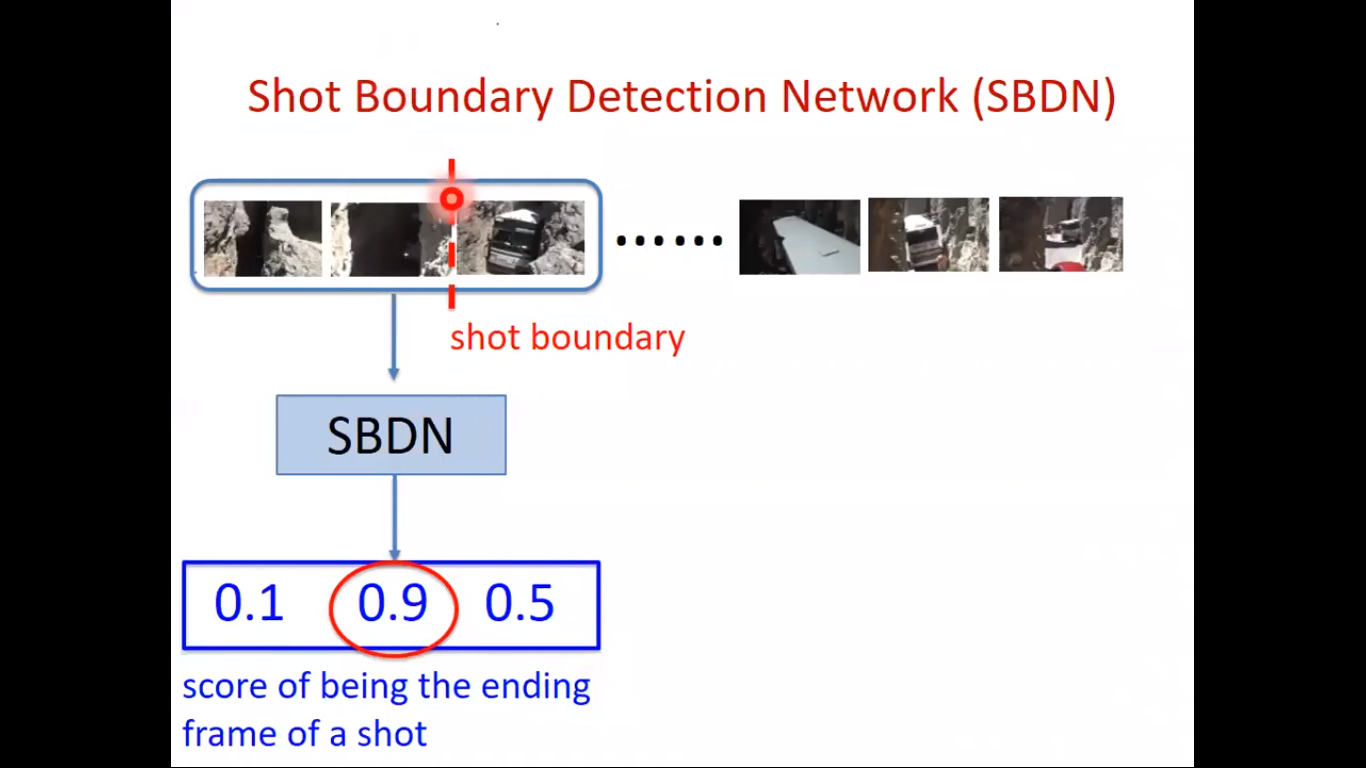 Shot Boundary Detection Network (SBDN)
......
shot boundary
SBDN
0.1 0.9 0.5
score of being the ending
frame of a shot